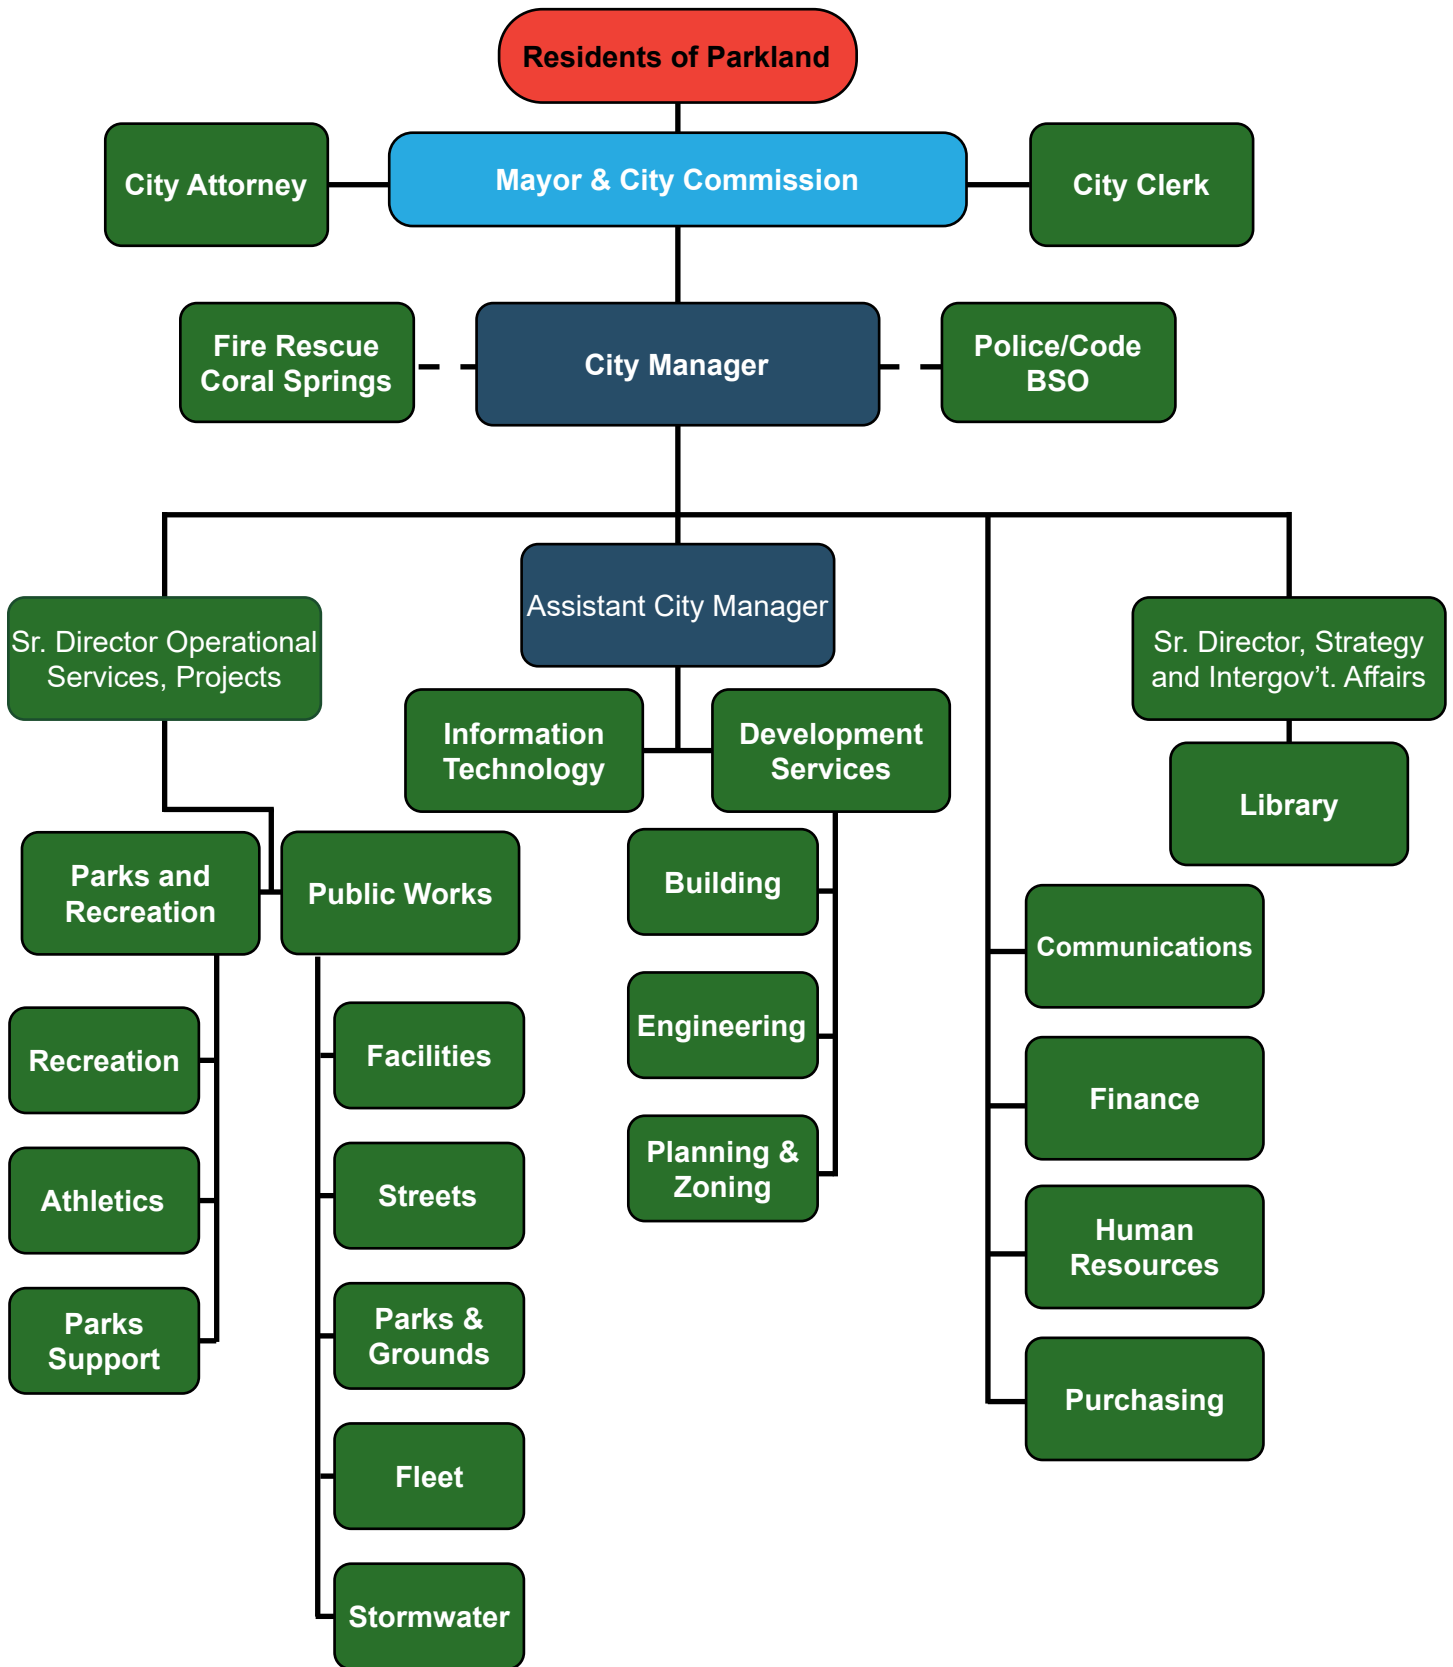 Residents of Parkland
City Attorney
Mayor & City Commission
City Clerk
Fire Rescue
Coral Springs
City Manager
Police/Code
BSO
Sr. Director Operational
Services, Projects
Assistant City Manager
Sr. Director, Strategy
and Intergov’t. Affairs
Information
Technology
Development
Services
Library
Parks and
Recreation
Public Works
Building
Engineering
Planning &
Zoning
Communications
Finance
Human
Resources
Purchasing
Recreation
Athletics
Parks
Support
Facilities
Streets
Parks &
Grounds
Fleet
Stormwater